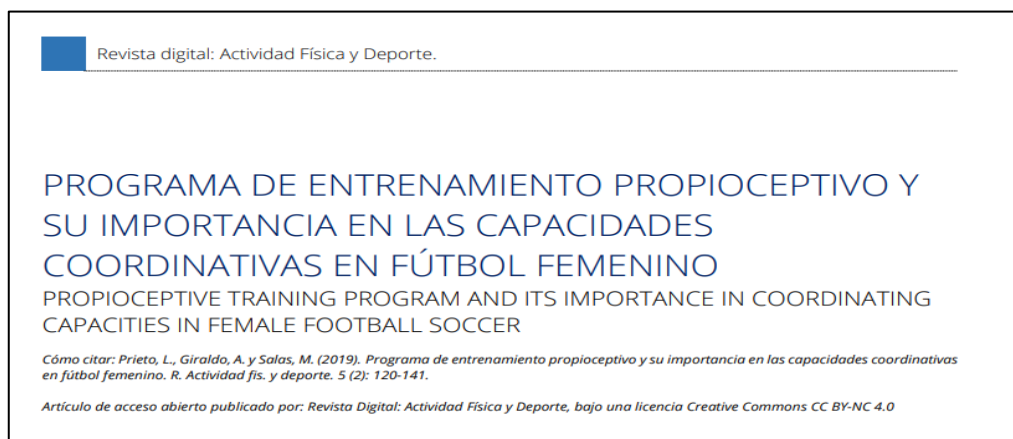 Revista digital: Actividad Física y Deporte.
PROGRAMA DE ENTRENAMIENTO PROPIOCEPTIVO Y
SU IMPORTANCIA EN LAS CAPACIDADES
COORDINATIVAS EN FÚTBOL FEMENINO
PROPIOCEPTIVE TRAINING PROGRAM AND ITS IMPORTANCE IN COORDINATING
CAPACITIES IN FEMALE FOOTBALL SOCCER
Cómo citar: Prieto, L., Giraldo, A. y Salas, M. (2019). Programa de entrenamiento propioceptivo y su importancia en las capacidades coordinativas
en fútbol femenino. R. Actividad fis. y deporte. 5 (2): 120-141.
Artículo de acceso abierto publicado por: Revista Digital: Actividad Física y Deporte, bajo una licencia Creative Commons CC BY-NC 4.0